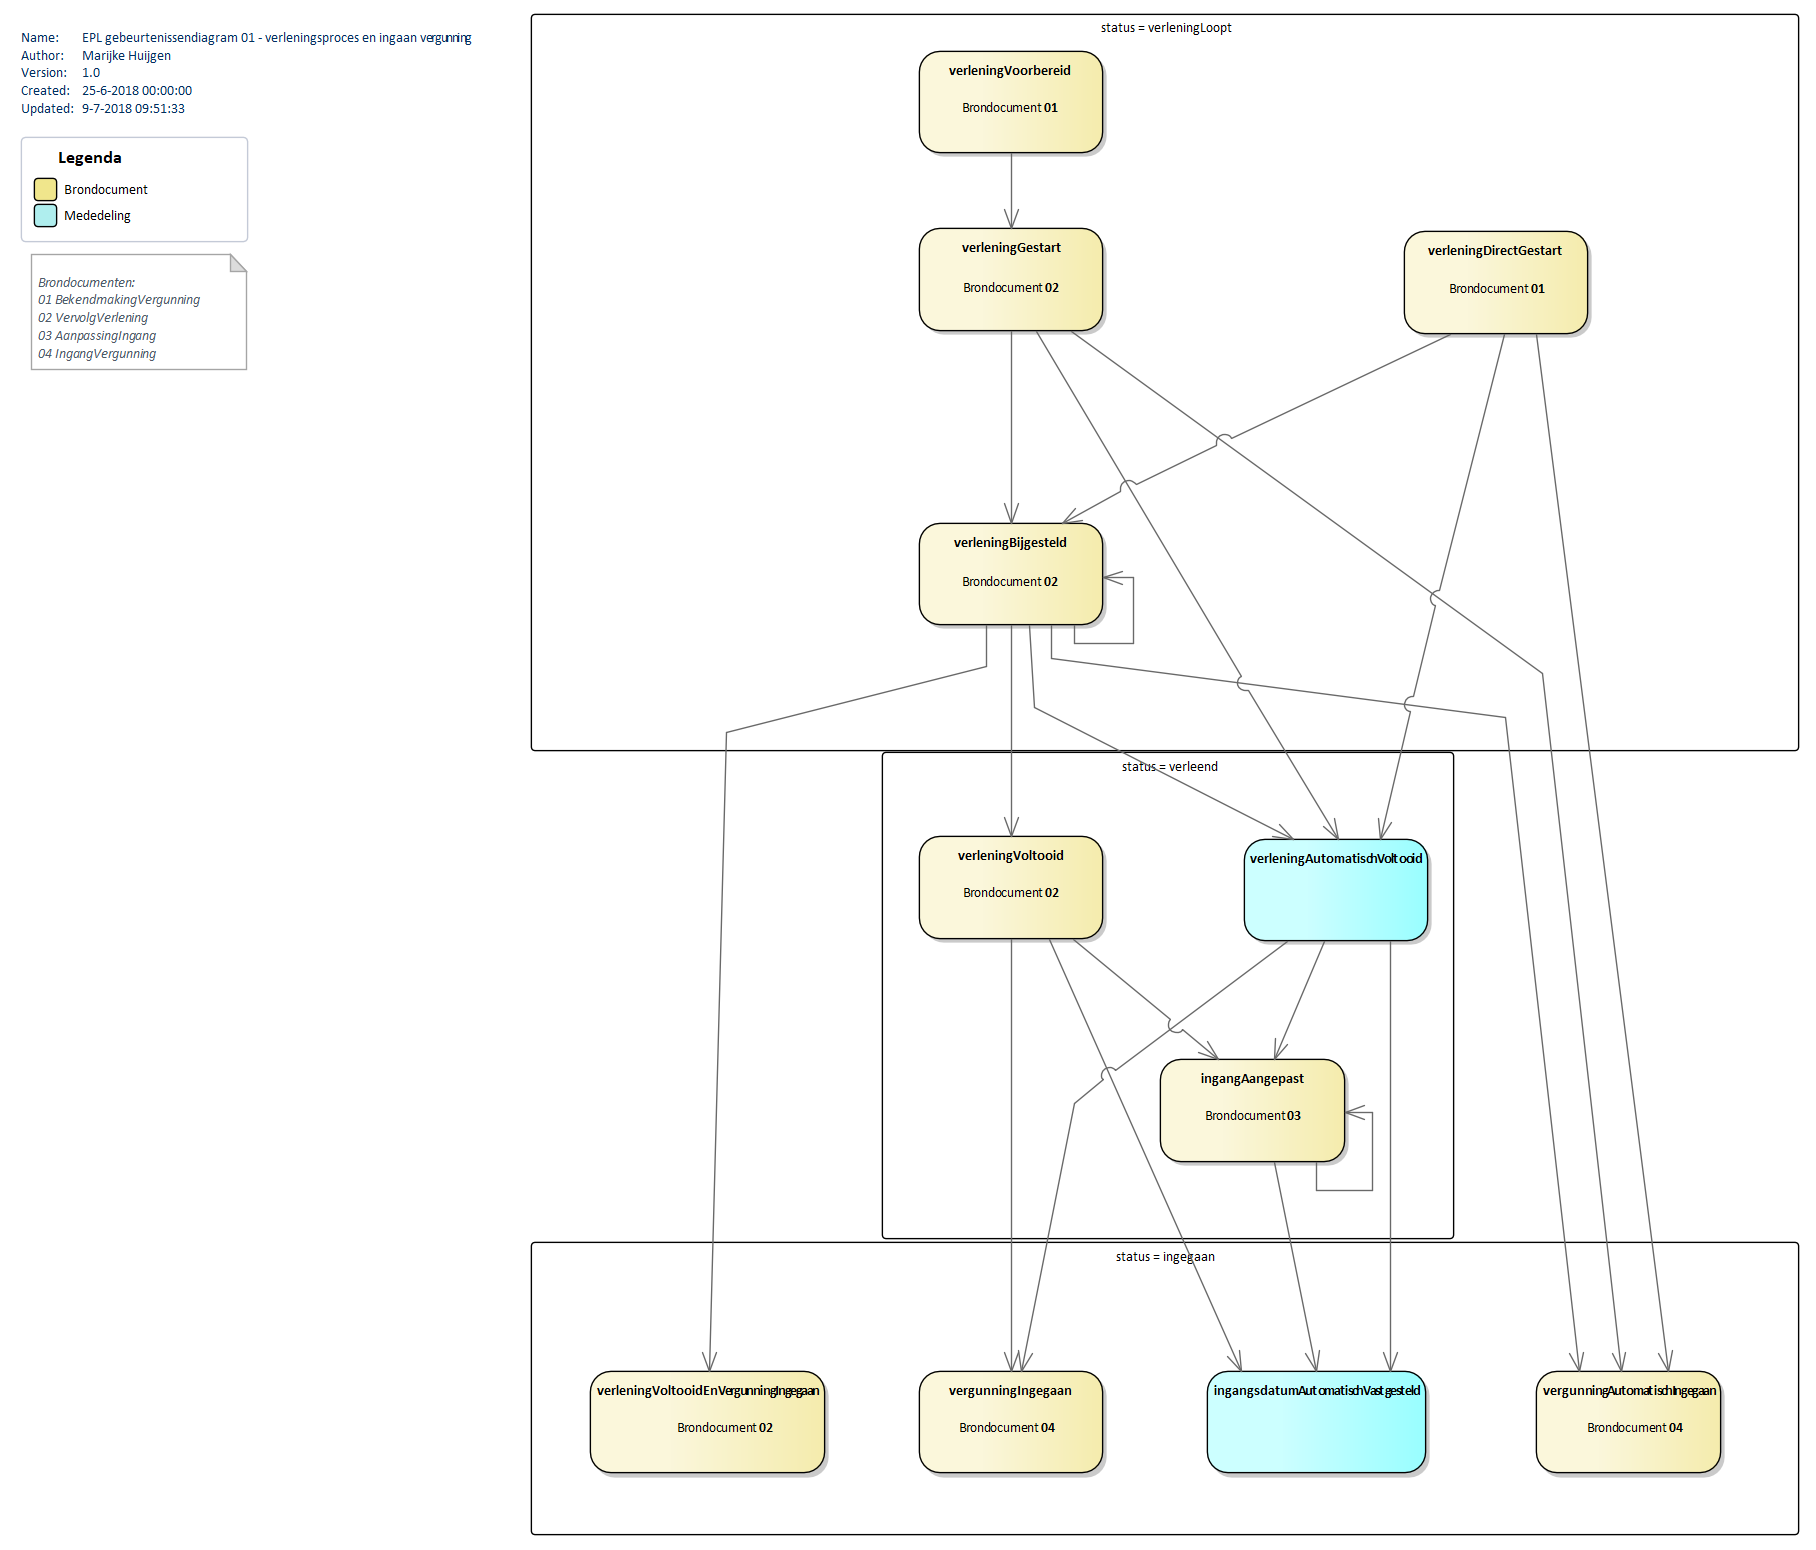 Name: EPL gebeurtenissendiagram 01 - verleningsproces en ingaan vergunning
Author: Marijke Huijgen
Version: 1.0
Created: 25-6-2018 00:00:00
Updated: 9-7-2018 09:51:33
Legenda
Brondocument
Mededeling
Brondocumenten:
01 BekendmakingVergunning
02 VervolgVerlening
03 AanpassingIngang
04 IngangVergunning
status = verleningLoopt
verleningVoorbereid
Brondocument 01
verleningGestart
Brondocument 02
verleningDirectGestart
Brondocument 01
verleningBijgesteld
Brondocument 02
status = verleend
verleningVoltooid
Brondocument 02
verleningAutomatischVoltooid
ingangAangepast
Brondocument 03
status = ingegaan
verleningVoltooidEnVergunningIngegaan
Brondocument 02
vergunningIngegaan
Brondocument 04
ingangsdatumAutomatischVastgesteld
vergunningAutomatischIngegaan
Brondocument 04